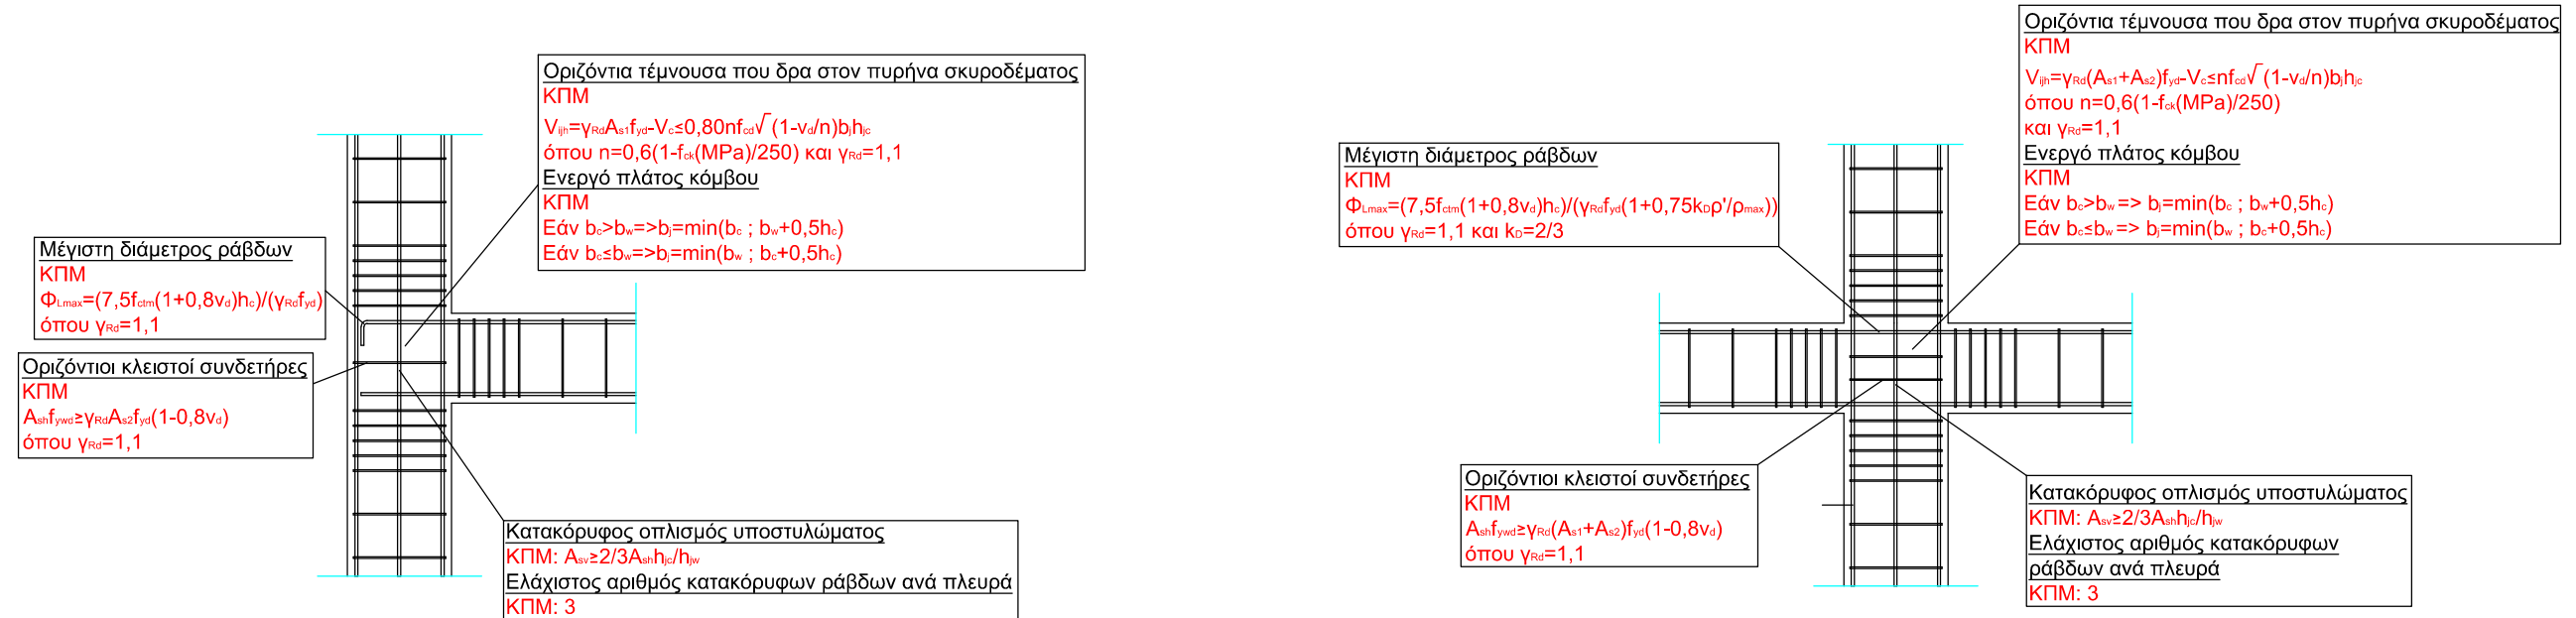 Οριζόντια τέμνουσα που δρα στον πυρήνα σκυροδέματος
ΚΠΜ
Vijh=γRdAs1fyd-Vc≤0,80nfcd√(1-vd/n)bjhjc
όπου n=0,6(1-fck(MPa)/250) και γRd=1,1
Ενεργό πλάτος κόμβου
ΚΠΜ
Εάν bc>bw=>bj=min(bc ; bw+0,5hc)
Εάν bc≤bw=>bj=min(bw ; bc+0,5hc)
Μέγιστη διάμετρος ράβδων
ΚΠΜ
ΦLmax=(7,5fctm(1+0,8vd)hc)/(γRdfyd)
όπου γRd=1,1
Οριζόντιοι κλειστοί συνδετήρες
ΚΠΜ
Ashfywd≥γRdAs2fyd(1-0,8vd)
όπου γRd=1,1
Κατακόρυφος οπλισμός υποστυλώματος
ΚΠΜ: Asv≥2/3Ashhjc/hjw
Ελάχιστος αριθμός κατακόρυφων ράβδων ανά πλευρά
ΚΠΜ: 3
Οριζόντια τέμνουσα που δρα στον πυρήνα σκυροδέματος
ΚΠΜ
Vijh=γRd(As1+As2)fyd-Vc≤nfcd√(1-vd/n)bjhjc
όπου n=0,6(1-fck(MPa)/250)
και γRd=1,1
Ενεργό πλάτος κόμβου
ΚΠΜ
Εάν bc>bw=> bj=min(bc ; bw+0,5hc)
Εάν bc≤bw => bj=min(bw ; bc+0,5hc)
Μέγιστη διάμετρος ράβδων
ΚΠΜ
ΦLmax=(7,5fctm(1+0,8vd)hc)/(γRdfyd(1+0,75kDρ'/ρmax))
όπου γRd=1,1 και kD=2/3
Οριζόντιοι κλειστοί συνδετήρες
ΚΠΜ
Ashfywd≥γRd(As1+As2)fyd(1-0,8vd)
όπου γRd=1,1
Κατακόρυφος οπλισμός υποστυλώματος
ΚΠΜ: Asv≥2/3Ashhjc/hjw
Ελάχιστος αριθμός κατακόρυφων
ράβδων ανά πλευρά
ΚΠΜ: 3